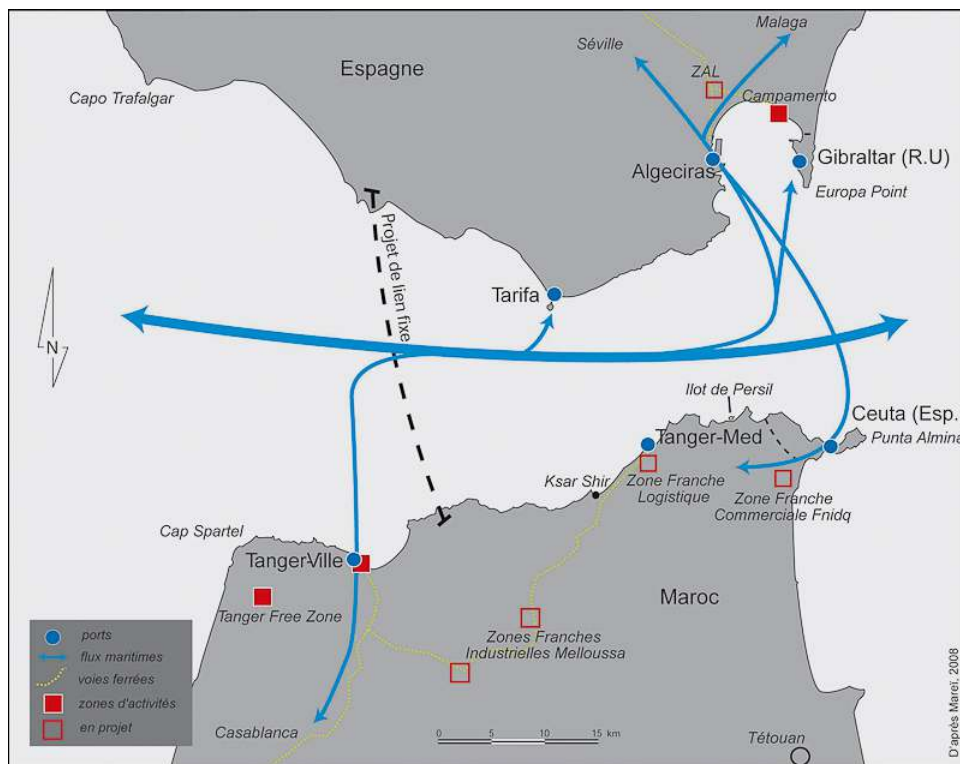 Malaga
Séville
Espagne
ZAL
Capo Trafalgar
Campamento
Gibraltar (R.U)
Algeciras
Europa Point
Projet de lien fixe
Tarifa
N
Ilot de Persil
Ceuta (Esp.
Punta Almina
Tanger-Med
Ksar Shir
Zone Franche
Logistique
Zone Franche
Commerciale Fnidq
Cap Spartel
Tanger-Ville
Maroc
Tanger Free Zone
Zones Franches
Industrielles Melloussa
ports
flux maritimes
voies ferrées
zones d'activités
en projet
Casablanca
0 5 10 15 km
Tétouan
D'après Mareï, 2008